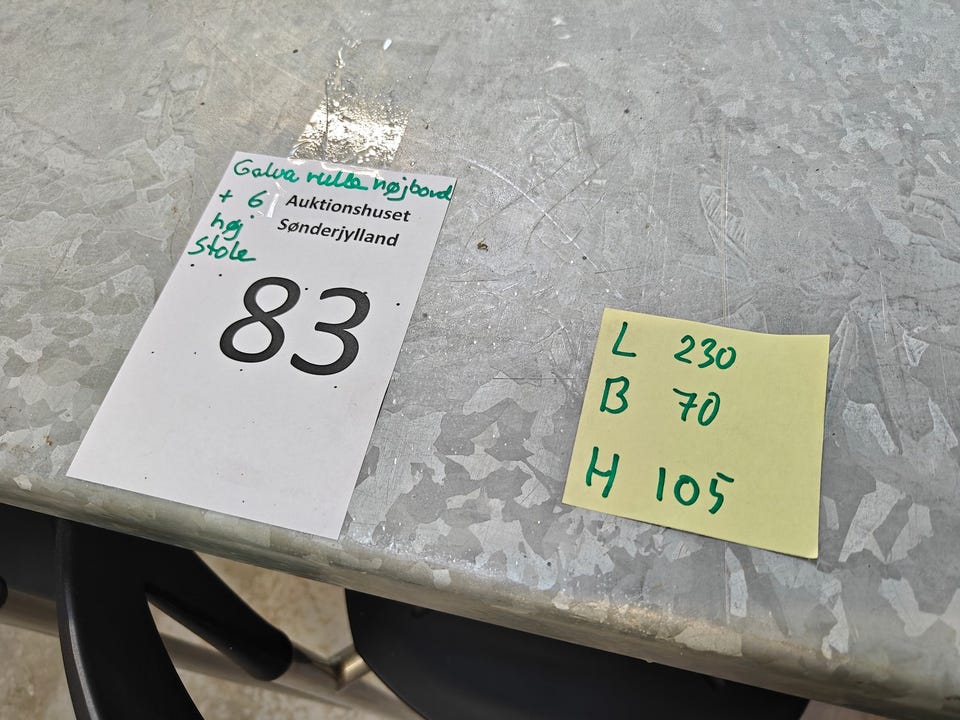 Galva rulle højbord
+ 6
høj
Stole
Auktionshuset
Sønderjylland
83
L 230
B 70
H 105